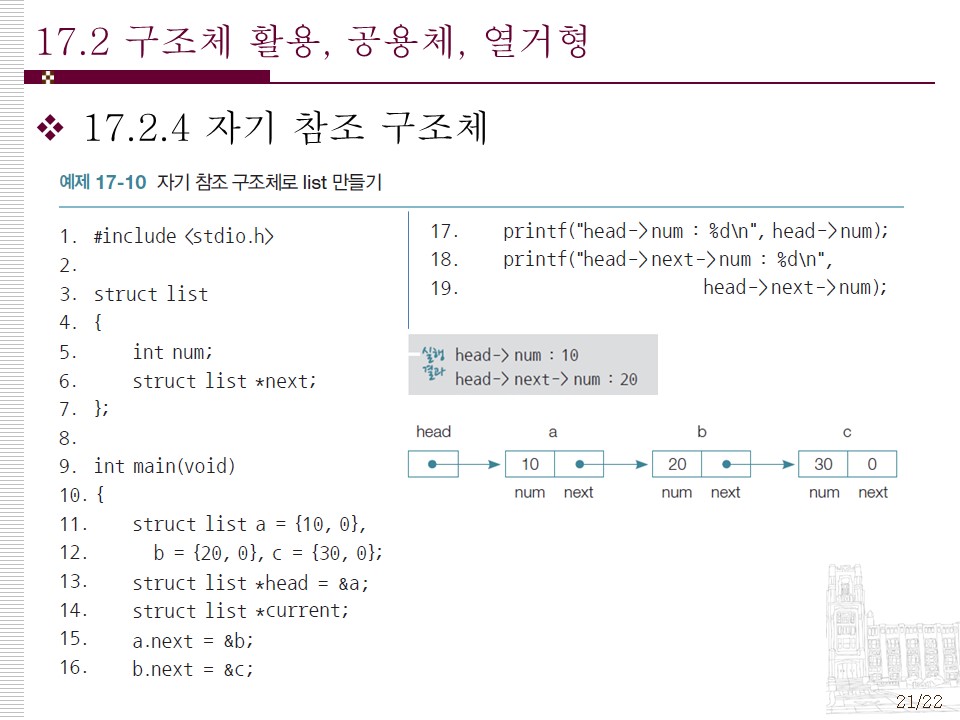 17.2 구조체 활용, 공용체, 열거형
❖ 17.2.4 자기 참조 구조체
예제 17-10 자기 참조 구조체로 list 만들기
1. #include <stdio.h>
2.
3. struct list
4. {
5. int num;
6. struct list *next;
7. };
8.
9. int main(void)
10. {
11. struct list a = {10, 0},
12. b = {20, 0}, c = {30, 0};
13. struct list *head = &a;
14. struct list *current;
15. a.next = &b;
16. b.next = &c;
17. printf("head->num : %d\n", head->num);
18. printf("head->next->num : %d\n",
19. head->next->num);
실행
결과
head-> num : 10
head-> next-> num : 20
head a b c
10 20 30 0
num next num next num next
21/22